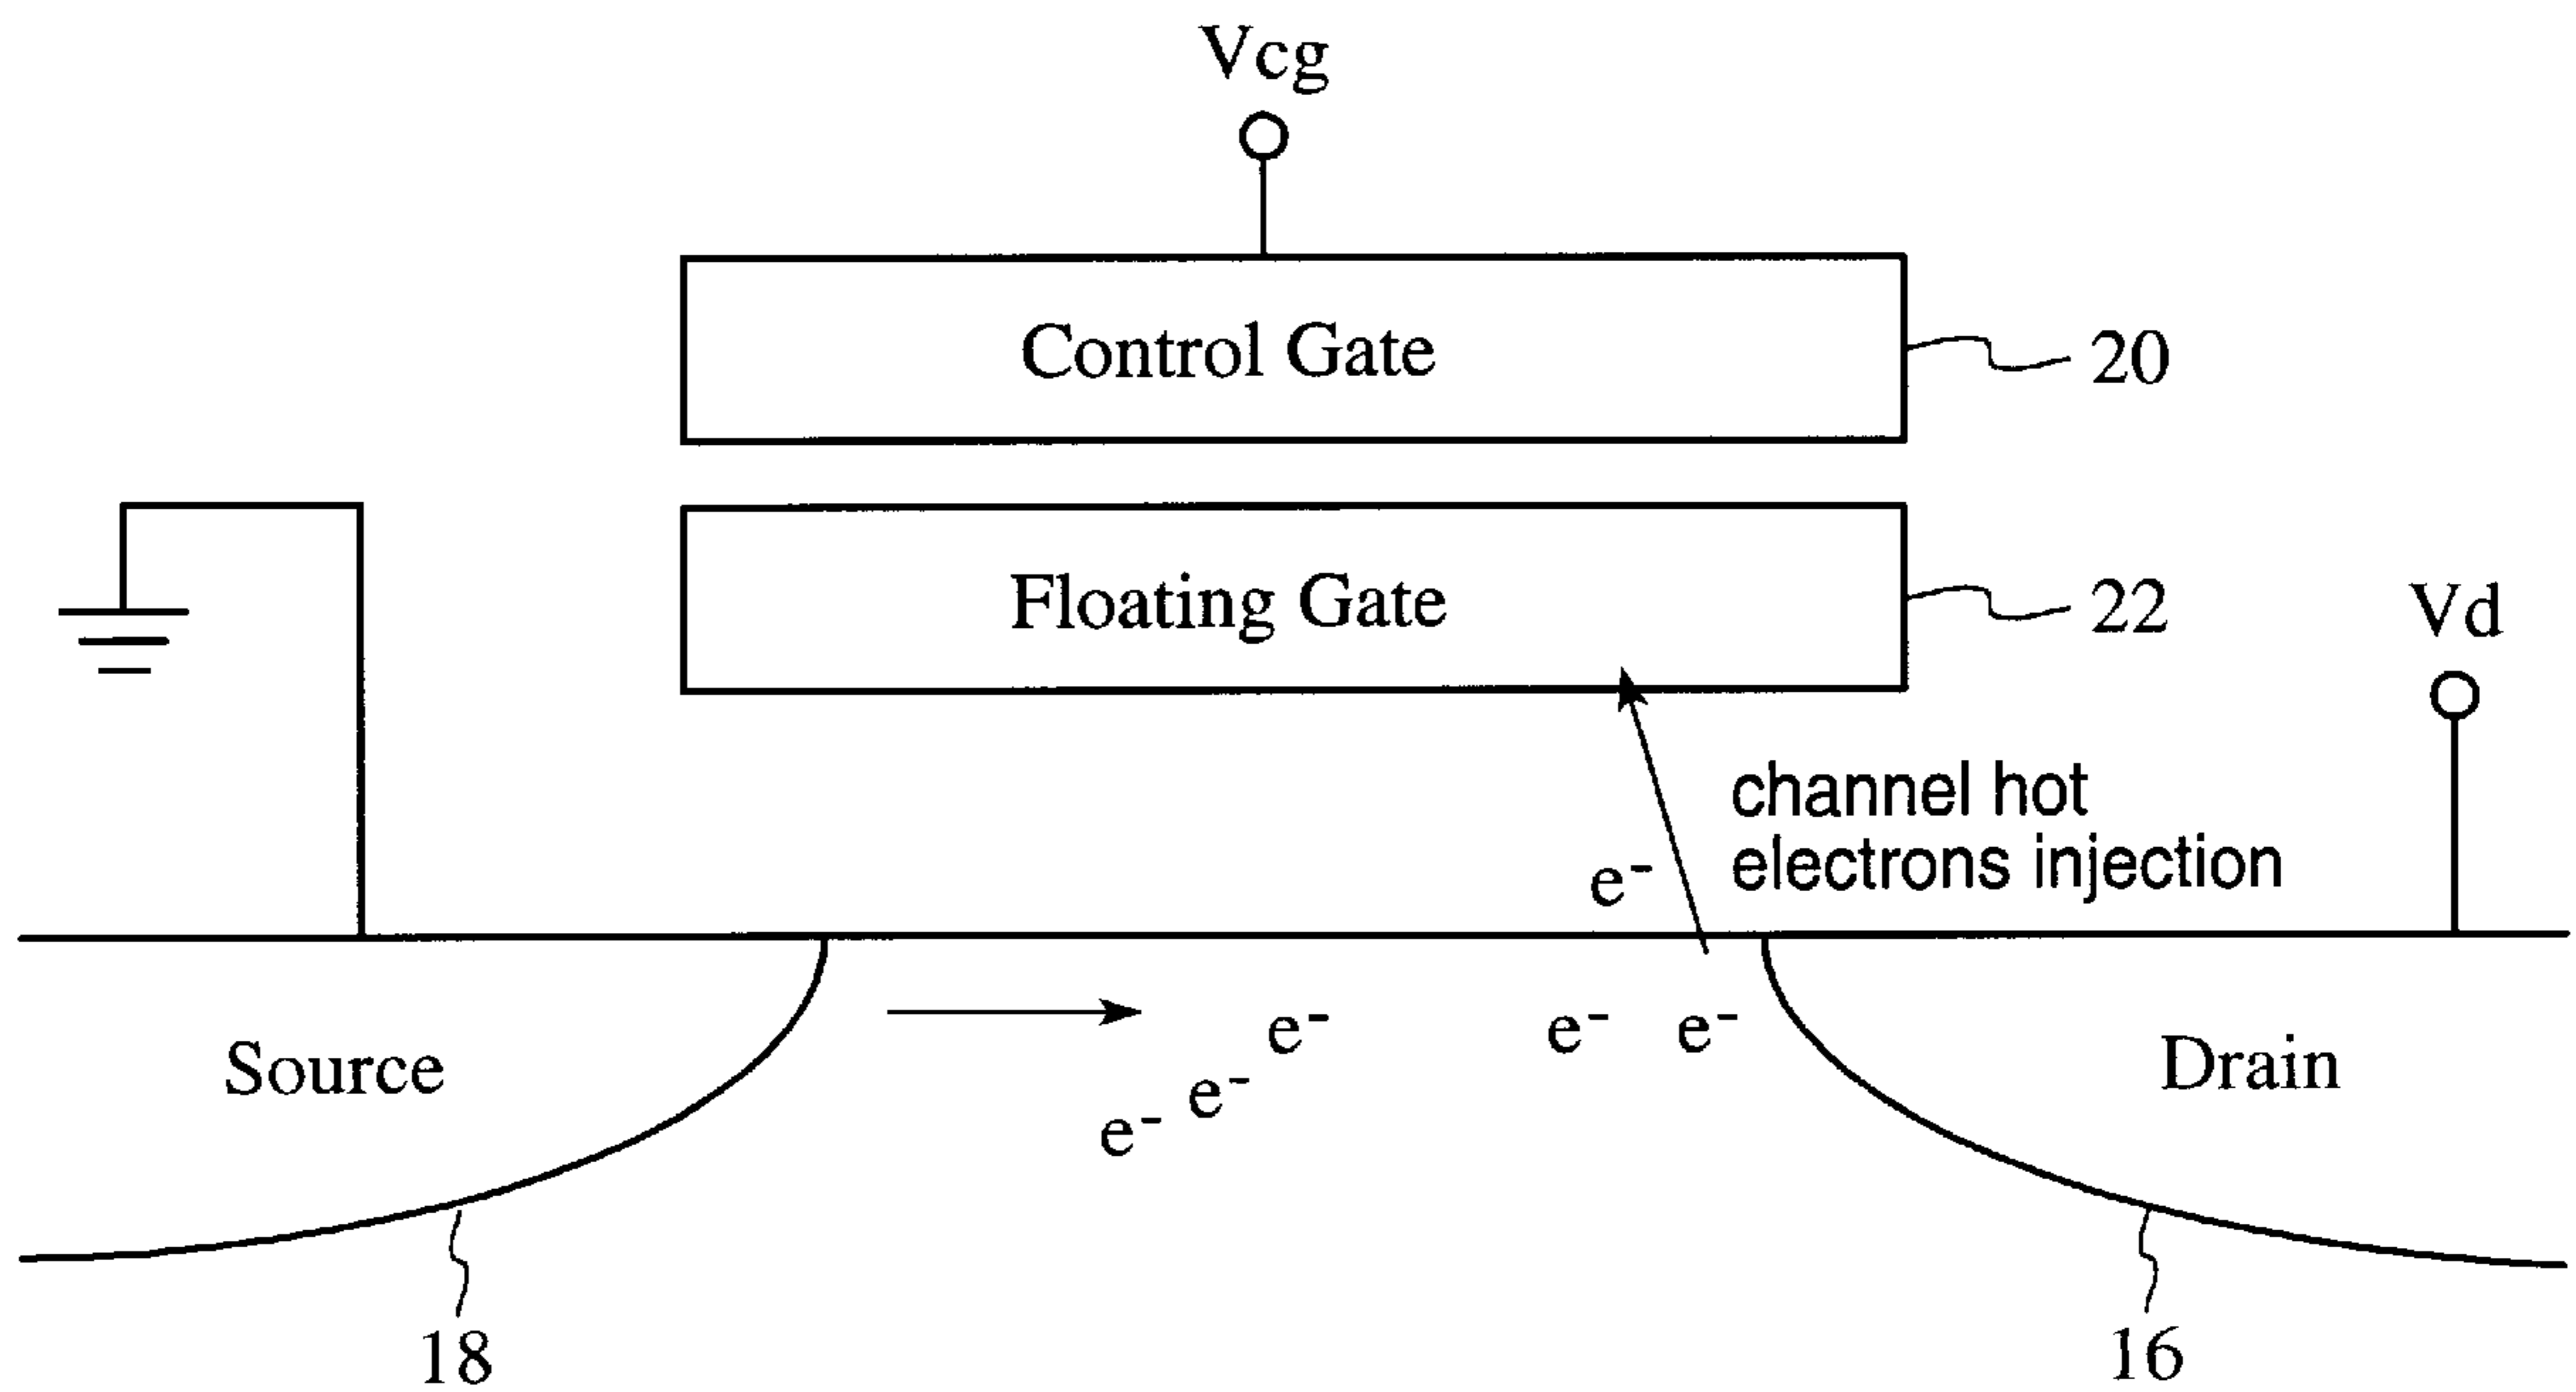 Vcg
Control Gate
20
Floating Gate
22
Vd
channel hot
electrons injection
e-
e-
e- e-
e-
e-
Source
Drain
18
16